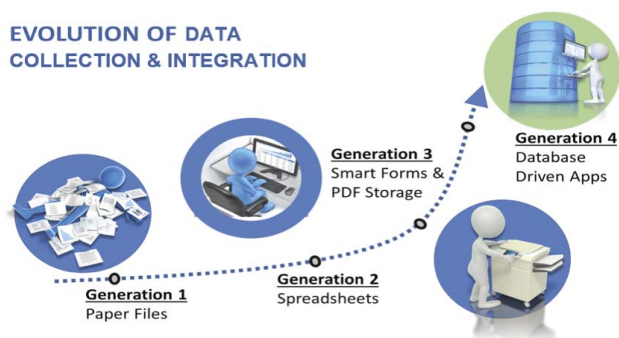 EVOLUTION OF DATA
COLLECTION & INTEGRATION
Generation 1
Paper Files
Generation 2
Spreadsheets
Generation 3
Smart Forms &
PDF Storage
Generation 4
Database
Driven Apps